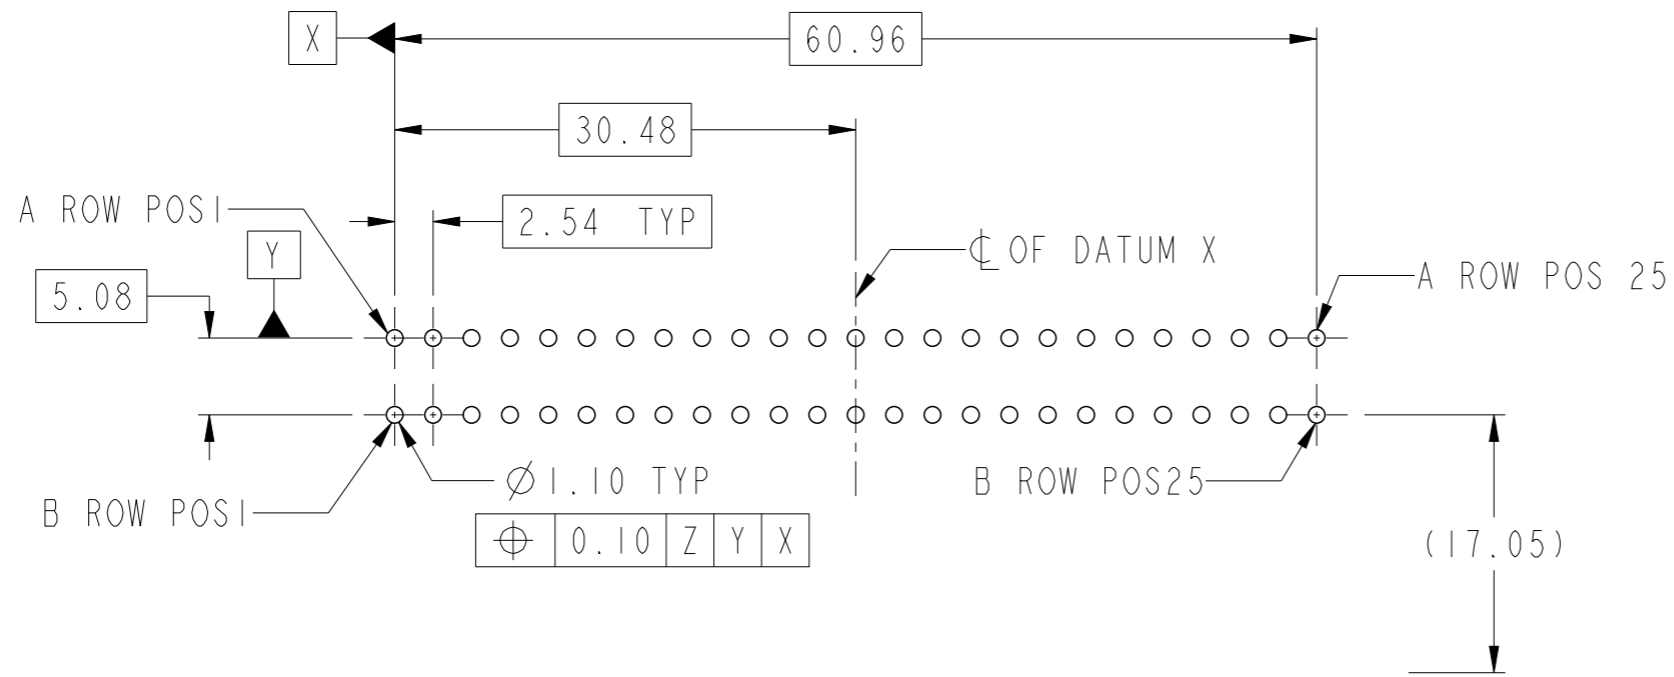 X
60.96
30.48
A ROW POS1
2.54 TYP
Y
℄ OF DATUM X
5.08
A ROW POS 25
Ø1.10 TYP
B ROW POS25
B ROW POS1
⌖ 0.10 Z Y X
(17.05)